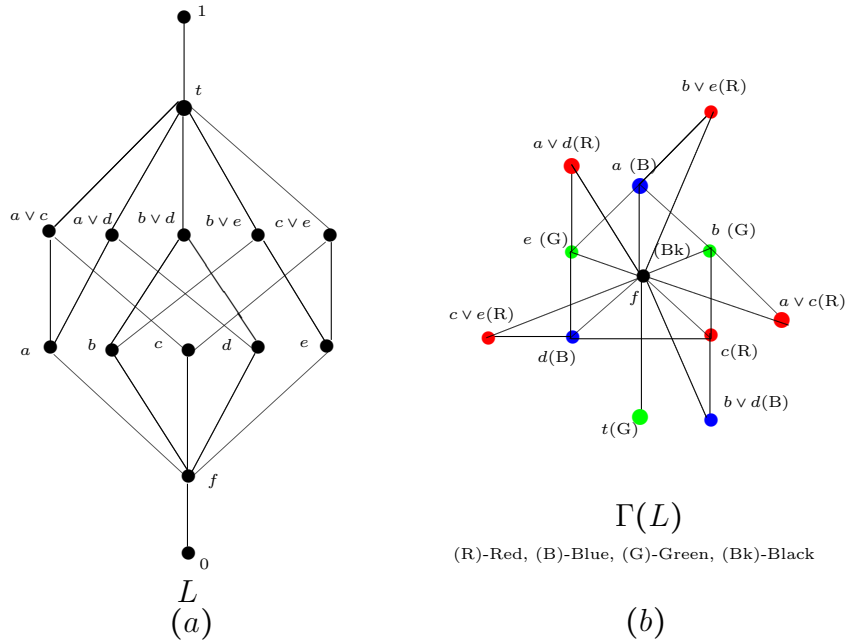 1
t
a ∨ c
a ∨ d
b ∨ d
b ∨ e
c ∨ e
a
b
c
d
e
f
0
L
(a)
b ∨ e(R)
a ∨ d(R)
a (B)
e (G)
b (G)
(Bk)
f
c ∨ e(R)
a ∨ c(R)
d(B)
c(R)
b ∨ d(B)
t(G)
Γ(L)
(R)-Red, (B)-Blue, (G)-Green, (Bk)-Black
(b)